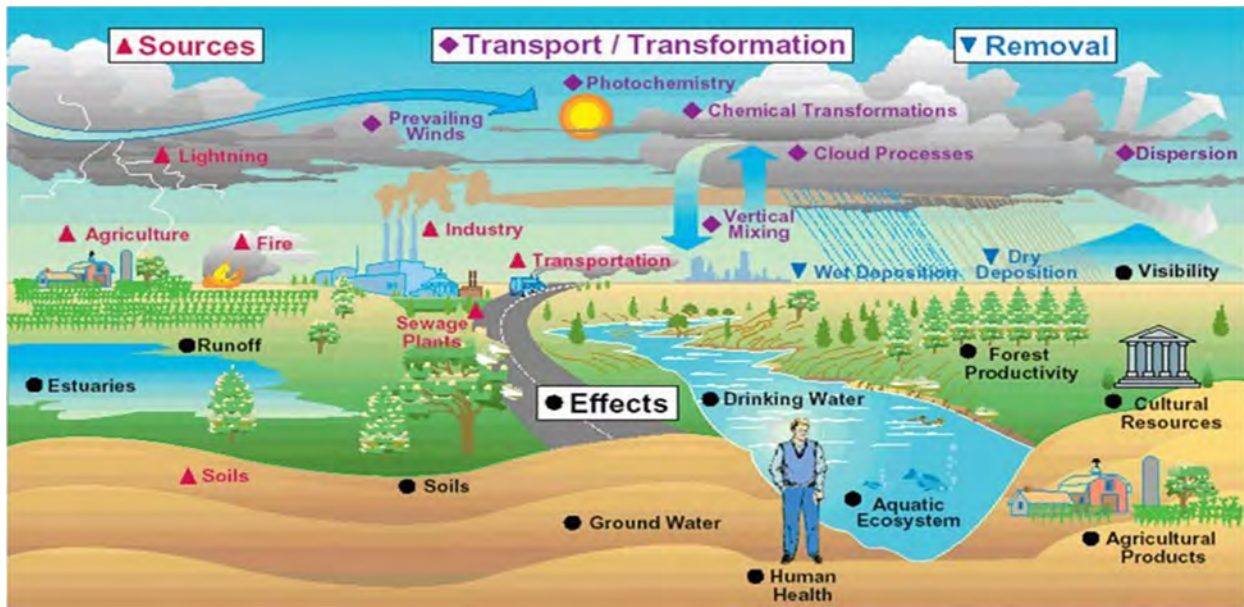 Sources
Transport / Transformation
Removal
Photochemistry
Prevailing
Winds
Chemical Transformations
Lightning
Cloud Processes
Dispersion
Agriculture
Fire
Industry
Vertical
Mixing
Transportation
Wet Deposition
Dry
Deposition
Visibility
Sewage
Plants
Runoff
Estuaries
Forest
Productivity
Effects
Drinking Water
Cultural
Resources
Soils
Soils
Ground Water
Aquatic
Ecosystem
Agricultural
Products
Human
Health